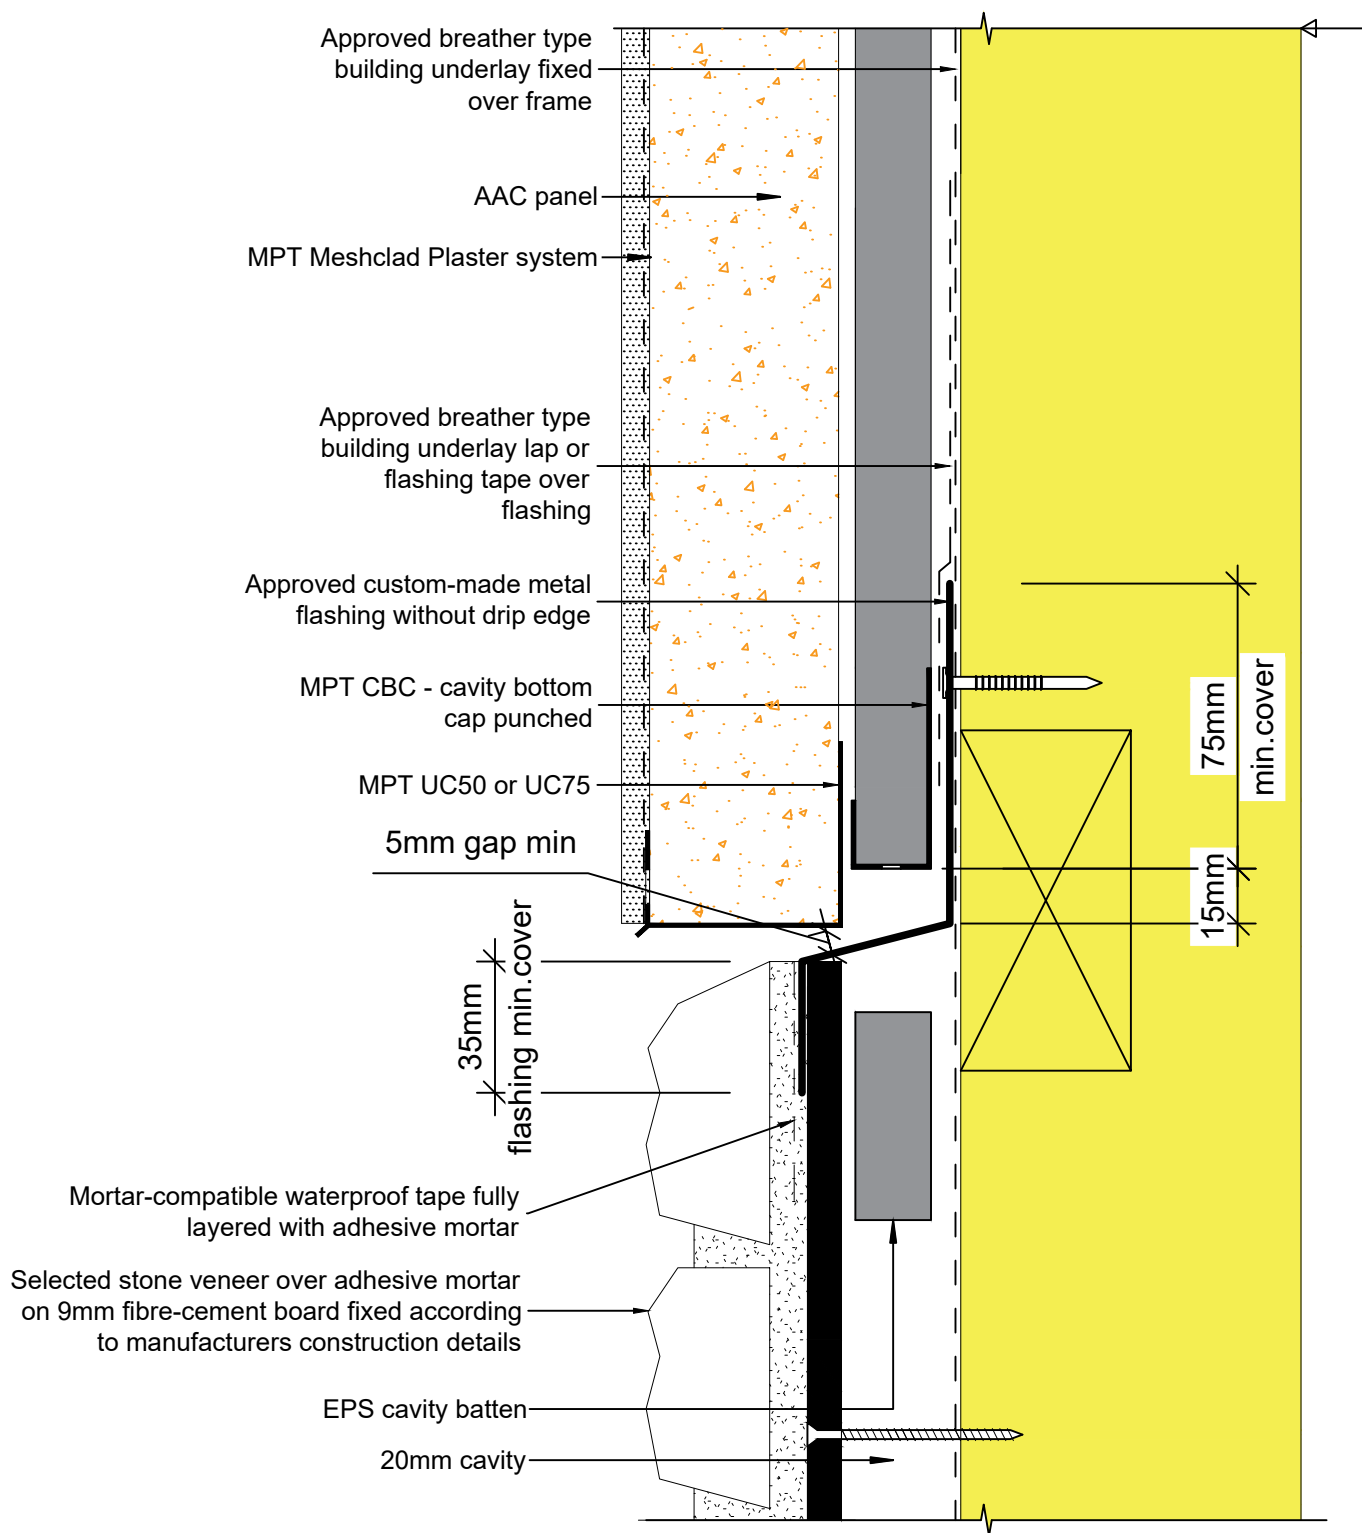 Approved breather type
building underlay fixed
over frame
AAC panel
MPT Meshclad Plaster system
Approved breather type
building underlay lap or
flashing tape over
flashing
Approved custom-made metal
flashing without drip edge
MPT CBC - cavity bottom
cap punched
MPT UC50 or UC75
5mm gap min
75mm
min.cover
15mm
35mm
flashing min.cover
Mortar-compatible waterproof tape fully
layered with adhesive mortar
Selected stone veneer over adhesive mortar
on 9mm fibre-cement board fixed according
to manufacturers construction details
EPS cavity batten
20mm cavity